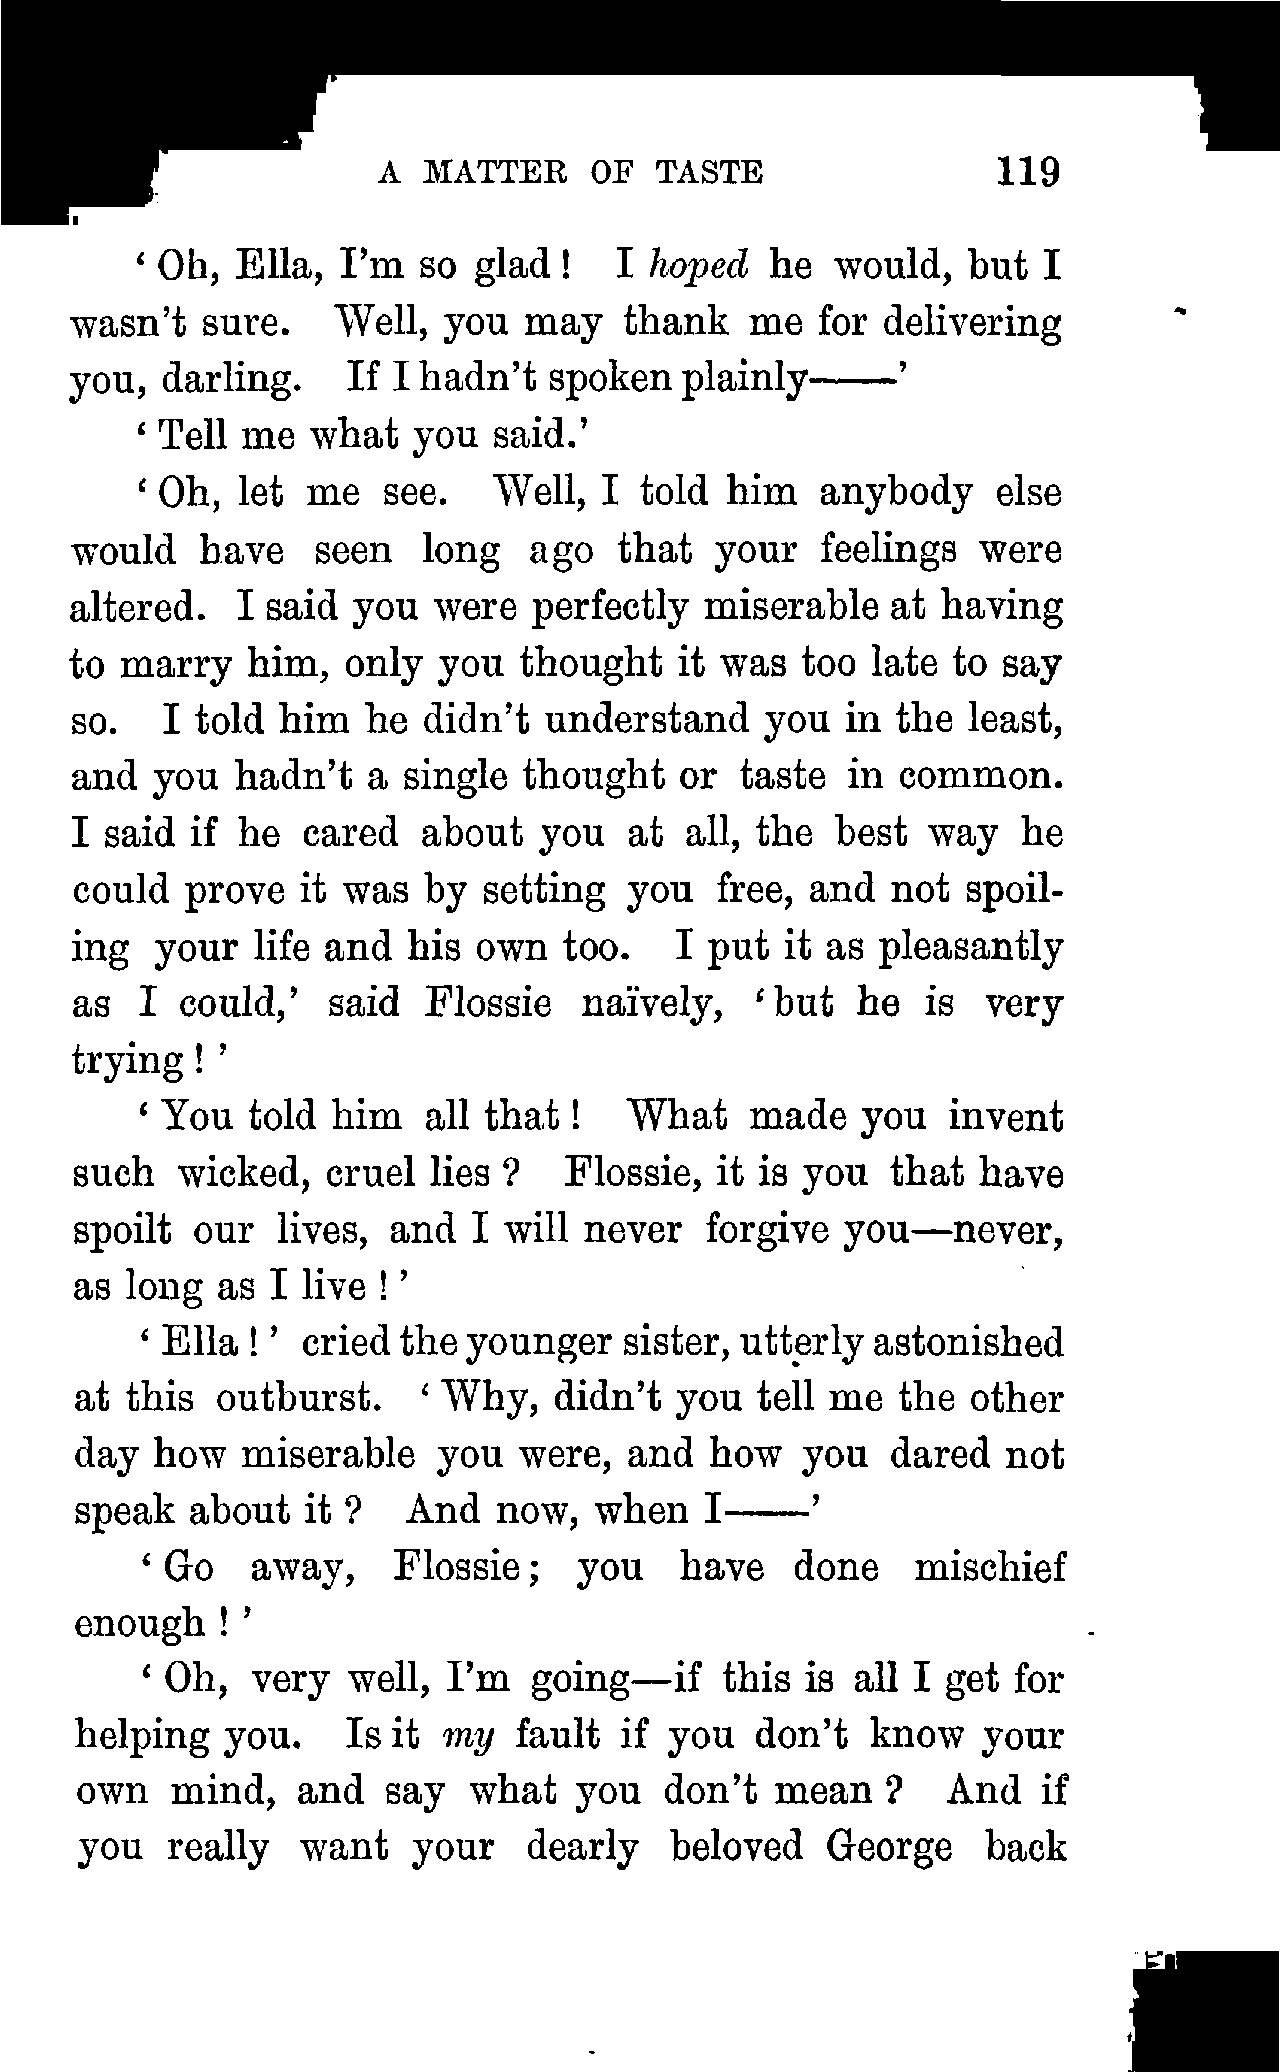 A MATTER OF TASTE 119
‘Oh, Ella, I’m so glad! I hoped he would, but I
wasn’t sure. Well, you may thank me for delivering
you, darling. If I hadn’t spoken plainly——’
‘Tell me what you said.’
‘Oh, let me see. Well, I told him anybody else
would have seen long ago that your feelings were
altered. I said you were perfectly miserable at having
to marry him, only you thought it was too late to say
so. I told him he didn’t understand you in the least,
and you hadn’t a single thought or taste in common.
I said if he cared about you at all, the best way he
could prove it was by setting you free, and not spoil-
ing your life and his own too. I put it as pleasantly
as I could,’ said Flossie naïvely, ‘but he is very
trying!’
‘You told him all that! What made you invent
such wicked, cruel lies? Flossie, it is you that have
spoilt our lives, and I will never forgive you—never,
as long as I live!’
‘Ella!’ cried the younger sister, utterly astonished
at this outburst. ‘Why, didn’t you tell me the other
day how miserable you were, and how you dared not
speak about it? And now, when I——’
‘Go away, Flossie; you have done mischief
enough!’
‘Oh, very well, I’m going—if this is all I get for
helping you. Is it my fault if you don’t know your
own mind, and say what you don’t mean? And if
you really want your dearly beloved George back